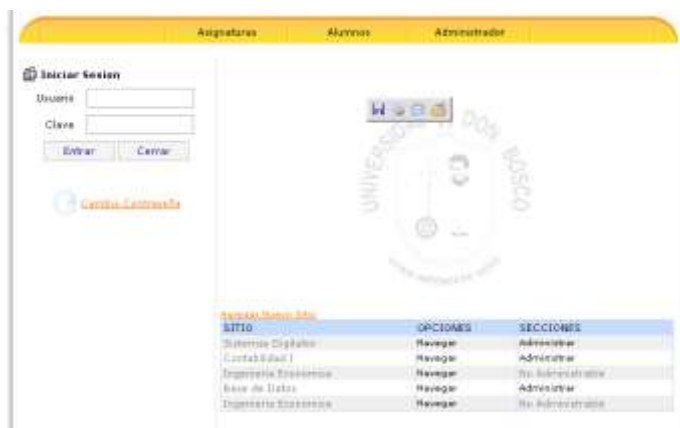 Asignaturas Alumnos Administrador
Iniciar Sesion
Usuario
Clave
Entrar Cerrar
Cambio Contraseña
UNIVERSIDAD DON BOSCO
SITIO OPCIONES SECCIONES
Sistemas Digitales Navegar Administrar
Contabilidad I Navegar Administrar
Ingenieria Economica Navegar No Administrable
Base de Datos Navegar Administrar
Ingenieria Economica Navegar No Administrable